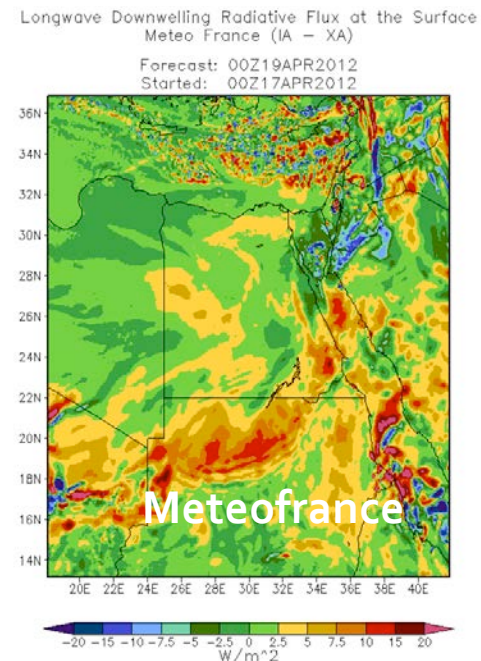 Longwave Downwelling Radiative Flux at the Surface
Meteo France (IA – XA)
Forecast: 00Z19APR2012
Started: 00Z17APR2012
36N
34N
32N
30N
28N
26N
24N
22N
20N
18N
16N
14N
Meteofrance
20E 22E 24E 26E 28E 30E 32E 34E 36E 38E 40E
-20 -15 -10 -7.5 -5 -2.5 0 2.5 5 7.5 10 15 20
W/m^2